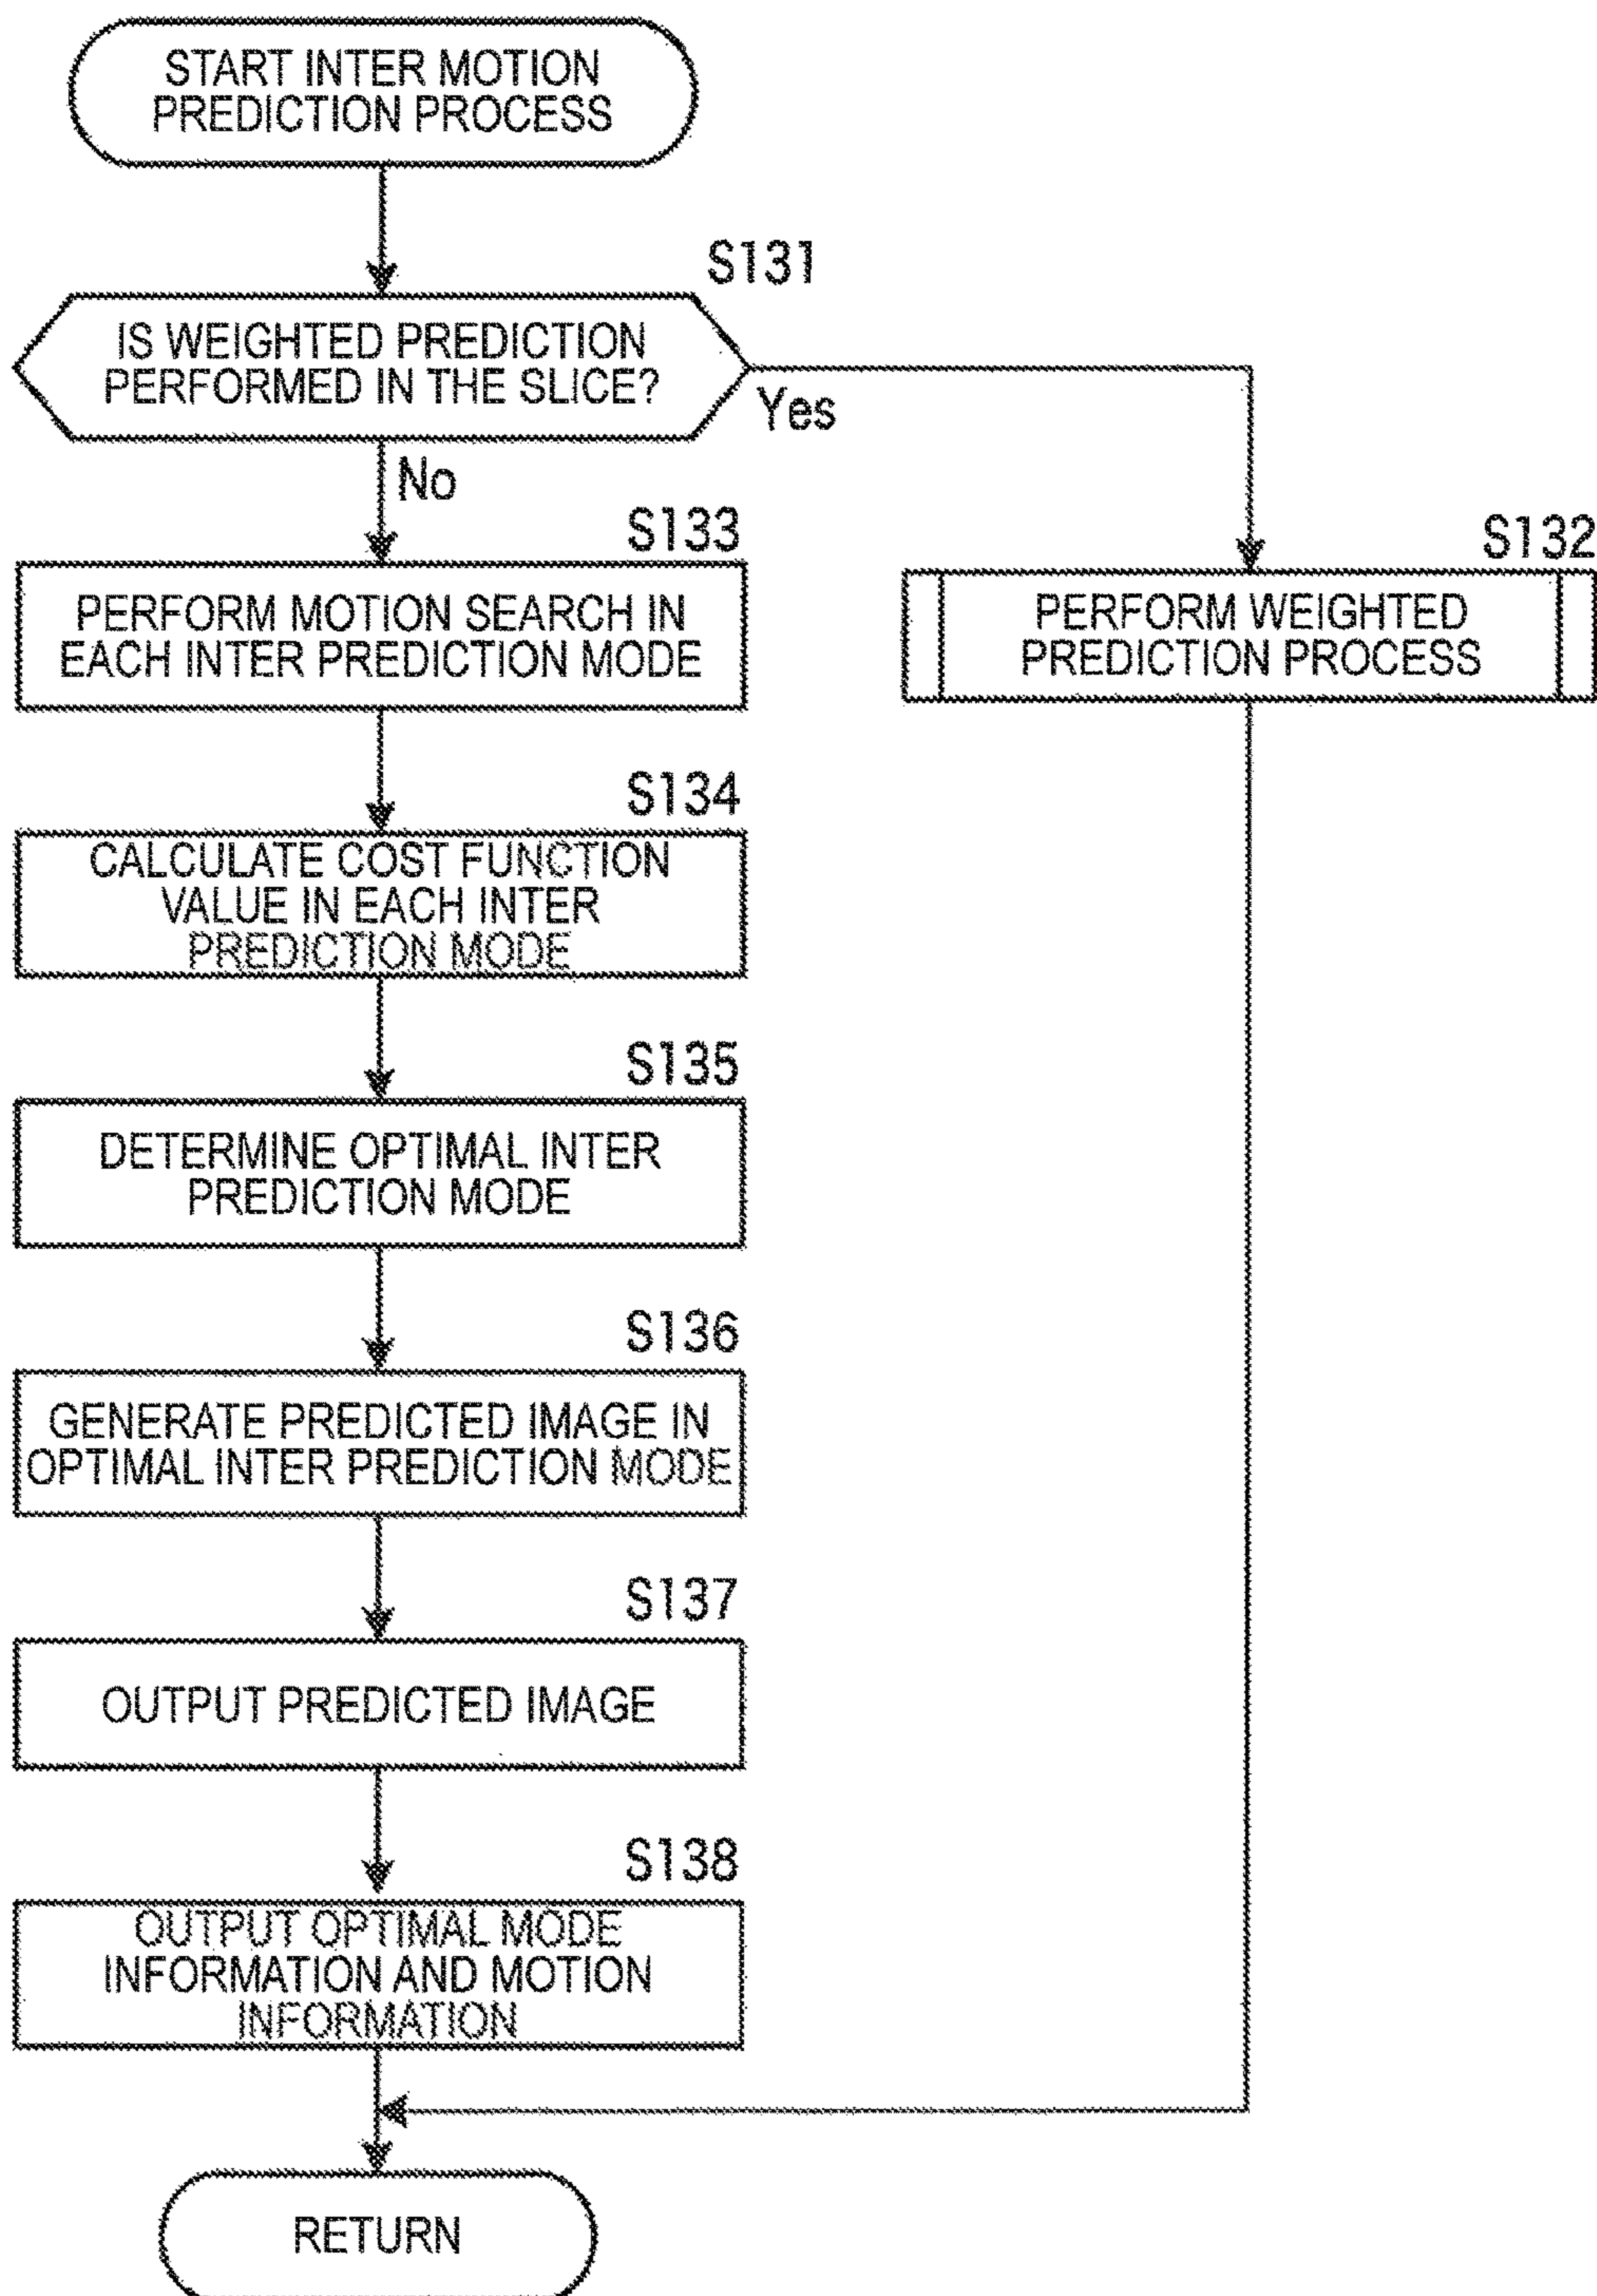 START INTER MOTION
PREDICTION PROCESS
S131
IS WEIGHTED PREDICTION
PERFORMED IN THE SLICE?
Yes
No
S133
PERFORM MOTION SEARCH IN
EACH INTER PREDICTION MODE
S132
PERFORM WEIGHTED
PREDICTION PROCESS
S134
CALCULATE COST FUNCTION
VALUE IN EACH INTER
PREDICTION MODE
S135
DETERMINE OPTIMAL INTER
PREDICTION MODE
S136
GENERATE PREDICTED IMAGE IN
OPTIMAL INTER PREDICTION MODE
S137
OUTPUT PREDICTED IMAGE
S138
OUTPUT OPTIMAL MODE
INFORMATION AND MOTION
INFORMATION
RETURN